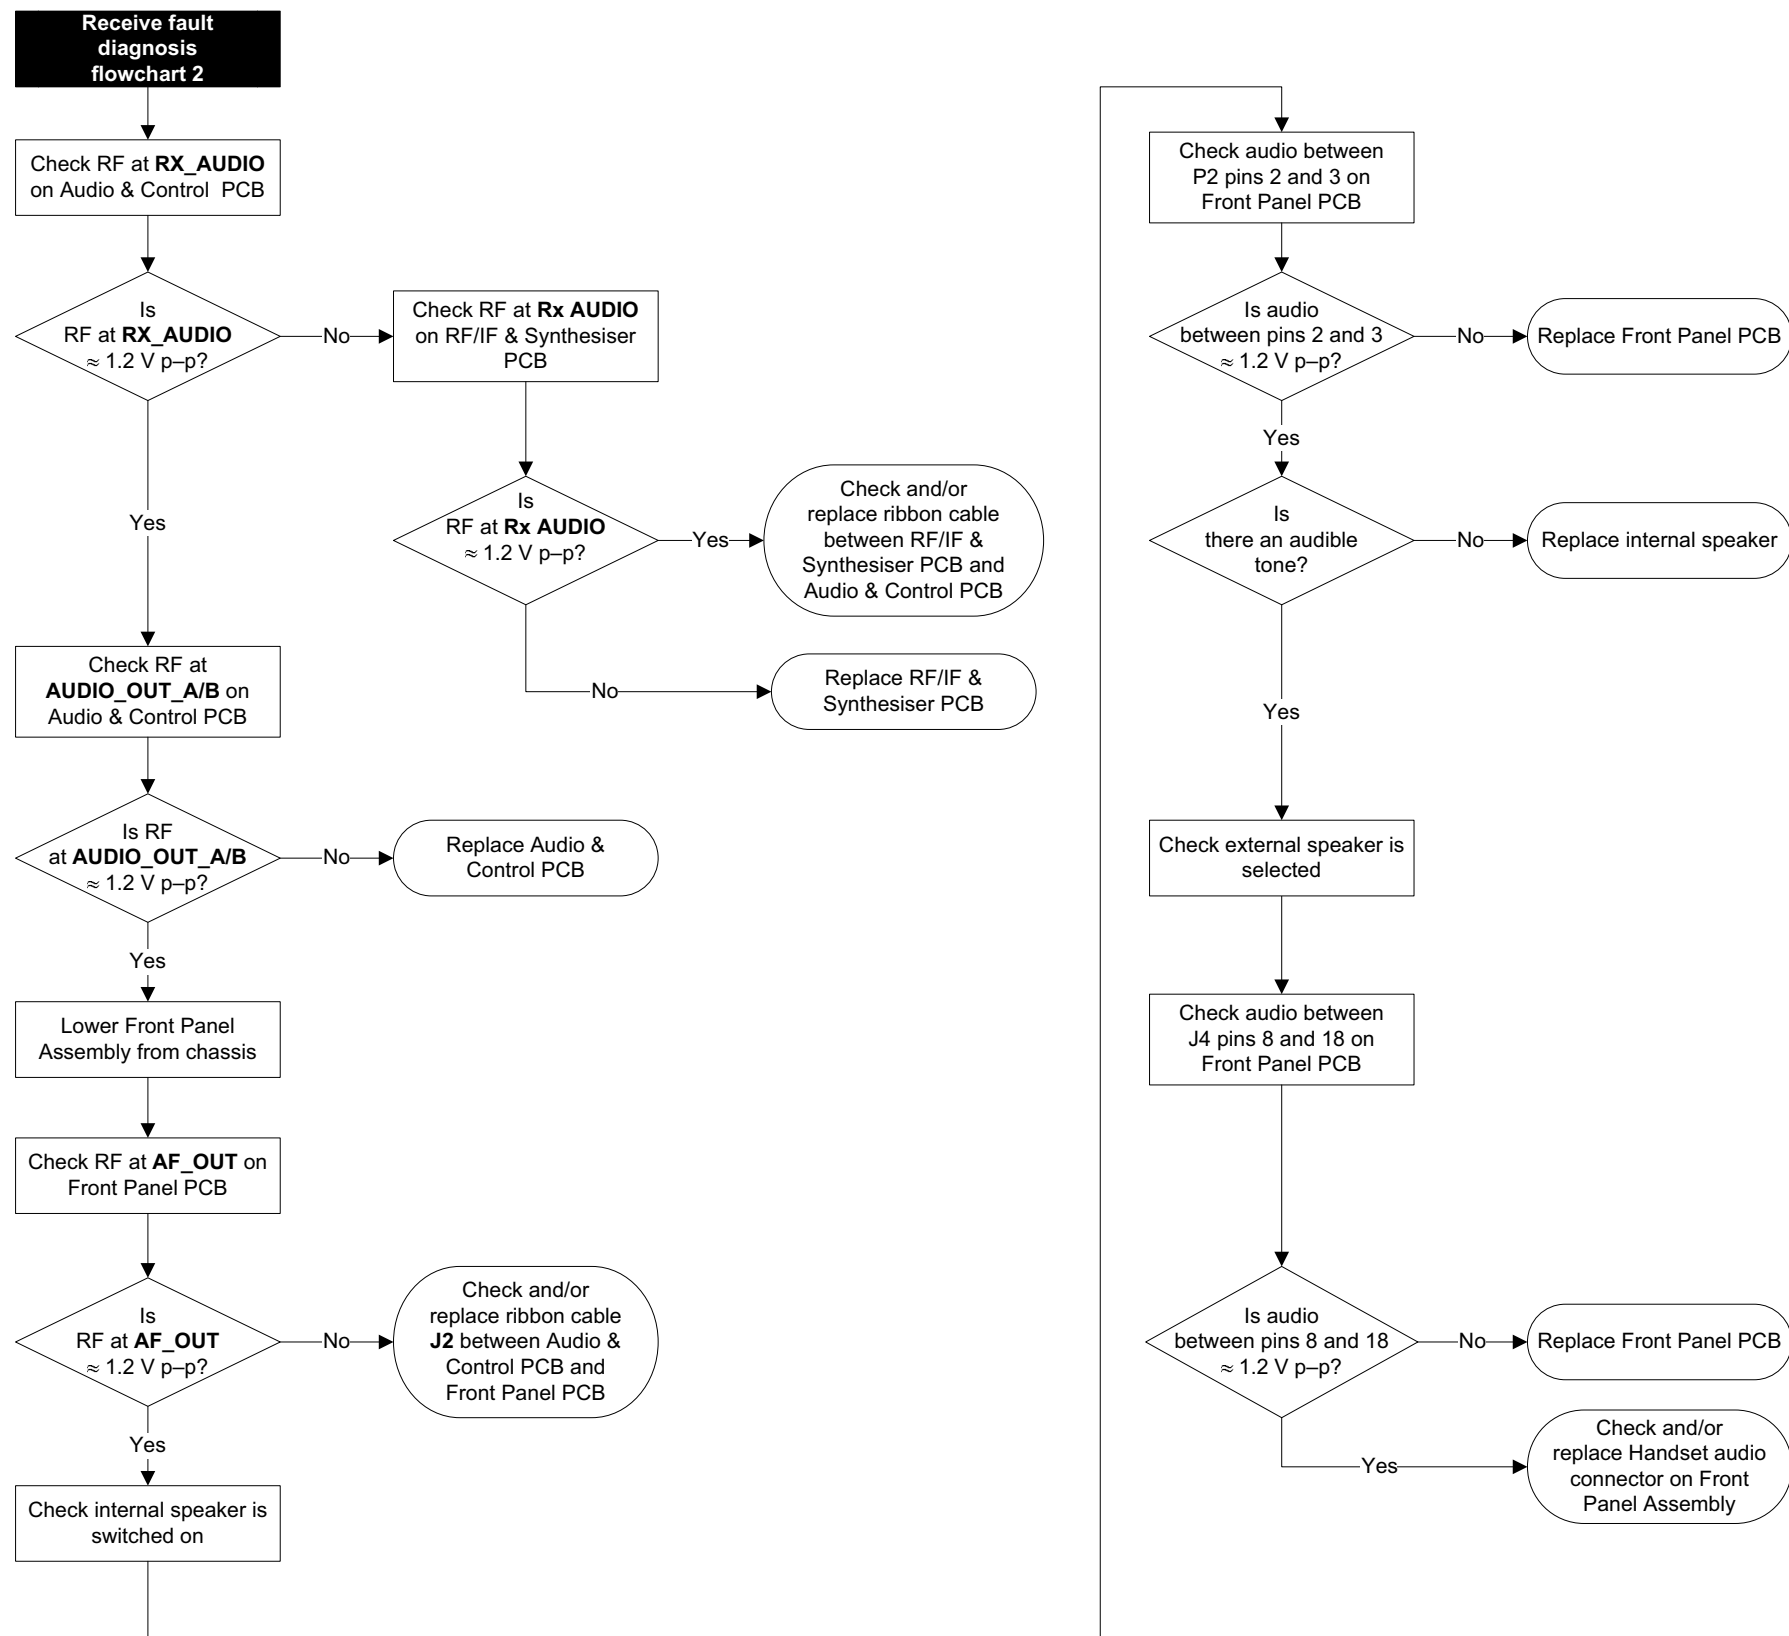 Receive fault
diagnosis
flowchart 2
Check RF at RX_AUDIO
on Audio & Control PCB
Is
RF at RX_AUDIO
≈ 1.2 V p–p?
No
Check RF at Rx AUDIO
on RF/IF & Synthesiser
PCB
Yes
Is
RF at Rx AUDIO
≈ 1.2 V p–p?
Yes
Check and/or
replace ribbon cable
between RF/IF &
Synthesiser PCB and
Audio & Control PCB
No
Replace RF/IF &
Synthesiser PCB
Check RF at
AUDIO_OUT_A/B on
Audio & Control PCB
Is RF
at AUDIO_OUT_A/B
≈ 1.2 V p–p?
No
Replace Audio &
Control PCB
Yes
Lower Front Panel
Assembly from chassis
Check RF at AF_OUT on
Front Panel PCB
Is
RF at AF_OUT
≈ 1.2 V p–p?
No
Check and/or
replace ribbon cable
J2 between Audio &
Control PCB and
Front Panel PCB
Yes
Check internal speaker is
switched on
Check audio between
P2 pins 2 and 3 on
Front Panel PCB
Is audio
between pins 2 and 3
≈ 1.2 V p–p?
No
Replace Front Panel PCB
Yes
Is
there an audible
tone?
No
Replace internal speaker
Yes
Check external speaker is
selected
Check audio between
J4 pins 8 and 18 on
Front Panel PCB
Is audio
between pins 8 and 18
≈ 1.2 V p–p?
No
Replace Front Panel PCB
Yes
Check and/or
replace Handset audio
connector on Front
Panel Assembly